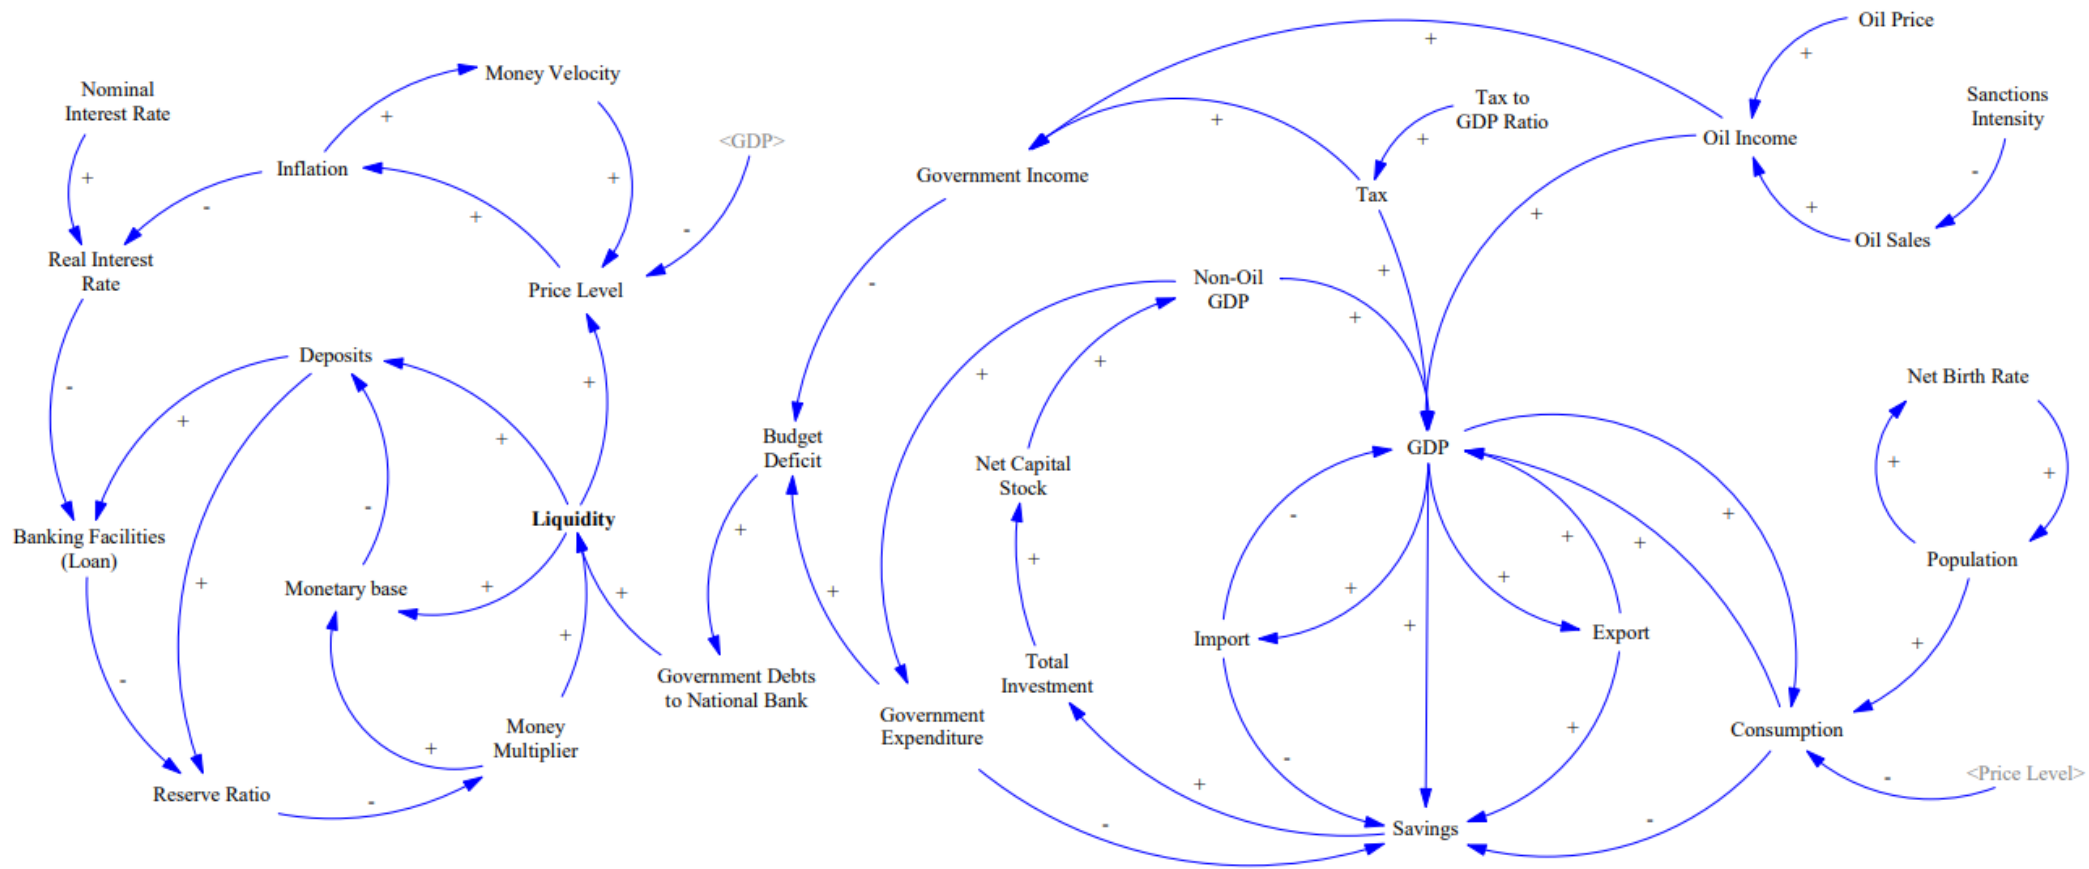 Oil Price
Nominal
Interest Rate
Money Velocity
+
+
Tax to
GDP Ratio
Sanctions
Intensity
+
+
<GDP>
+
Oil Income
Inflation
+
+
Government Income
-
Tax
-
+
+
+
+
-
Oil Sales
Real Interest
Rate
Price Level
-
Non-Oil
GDP
+
+
Deposits
+
+
+
Net Birth Rate
-
+
+
Budget
Deficit
GDP
Net Capital
Stock
+
+
-
Liquidity
+
-
+
+
+
+
Banking Facilities
(Loan)
+
Population
+
Monetary base
+
+
+
+
+
+
+
Import
Export
+
+
Total
Investment
Government Debts
to National Bank
-
Government
Expenditure
Money
Multiplier
+
Consumption
+
-
<Price Level>
-
+
Reserve Ratio
-
-
-
Savings